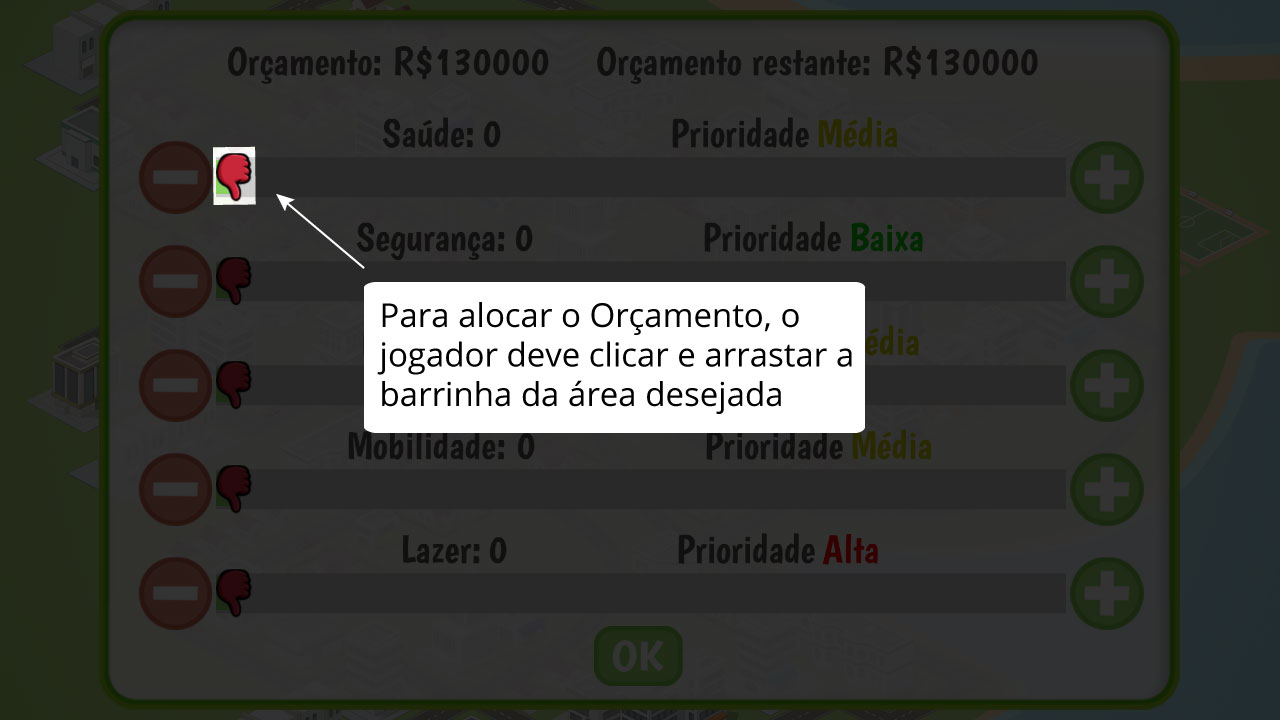 Orçamento: R$130000 Orçamento restante: R$130000
Saúde: 0 Prioridade Média
Segurança: 0 Prioridade Baixa
Para alocar o Orçamento, o
jogador deve clicar e arrastar a
barrinha da área desejada
Mobilidade: 0 Prioridade Média
Lazer: 0 Prioridade Alta
OK